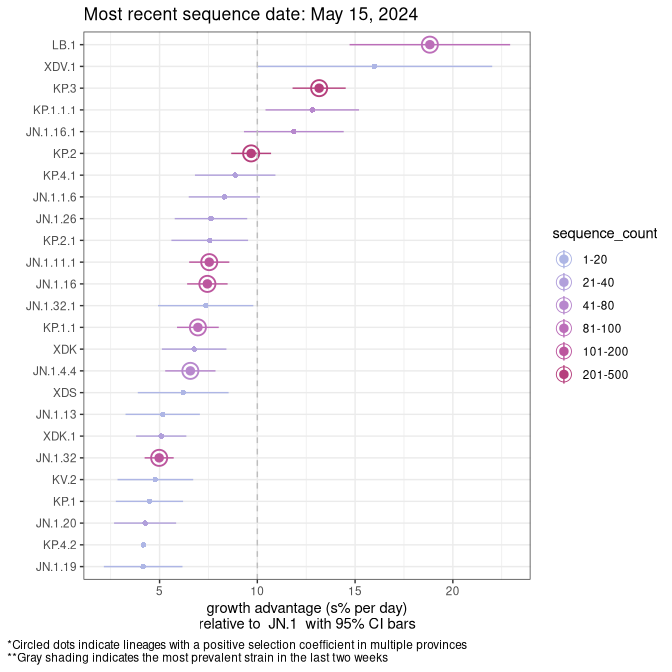 Most recent sequence date: May 15, 2024
LB.1
XDV.1
KP.3
KP.1.1.1
JN.1.16.1
KP.2
KP.4.1
JN.1.1.6
JN.1.26
KP.2.1
JN.1.11.1
JN.1.16
JN.1.32.1
KP.1.1
XDK
JN.1.4.4
XDS
JN.1.13
XDK.1
JN.1.32
KV.2
KP.1
JN.1.20
KP.4.2
JN.1.19
5 10 15 20
growth advantage (s% per day)
relative to JN.1 with 95% CI bars
sequence_count
1-20
21-40
41-80
81-100
101-200
201-500
*Circled dots indicate lineages with a positive selection coefficient in multiple provinces
**Gray shading indicates the most prevalent strain in the last two weeks